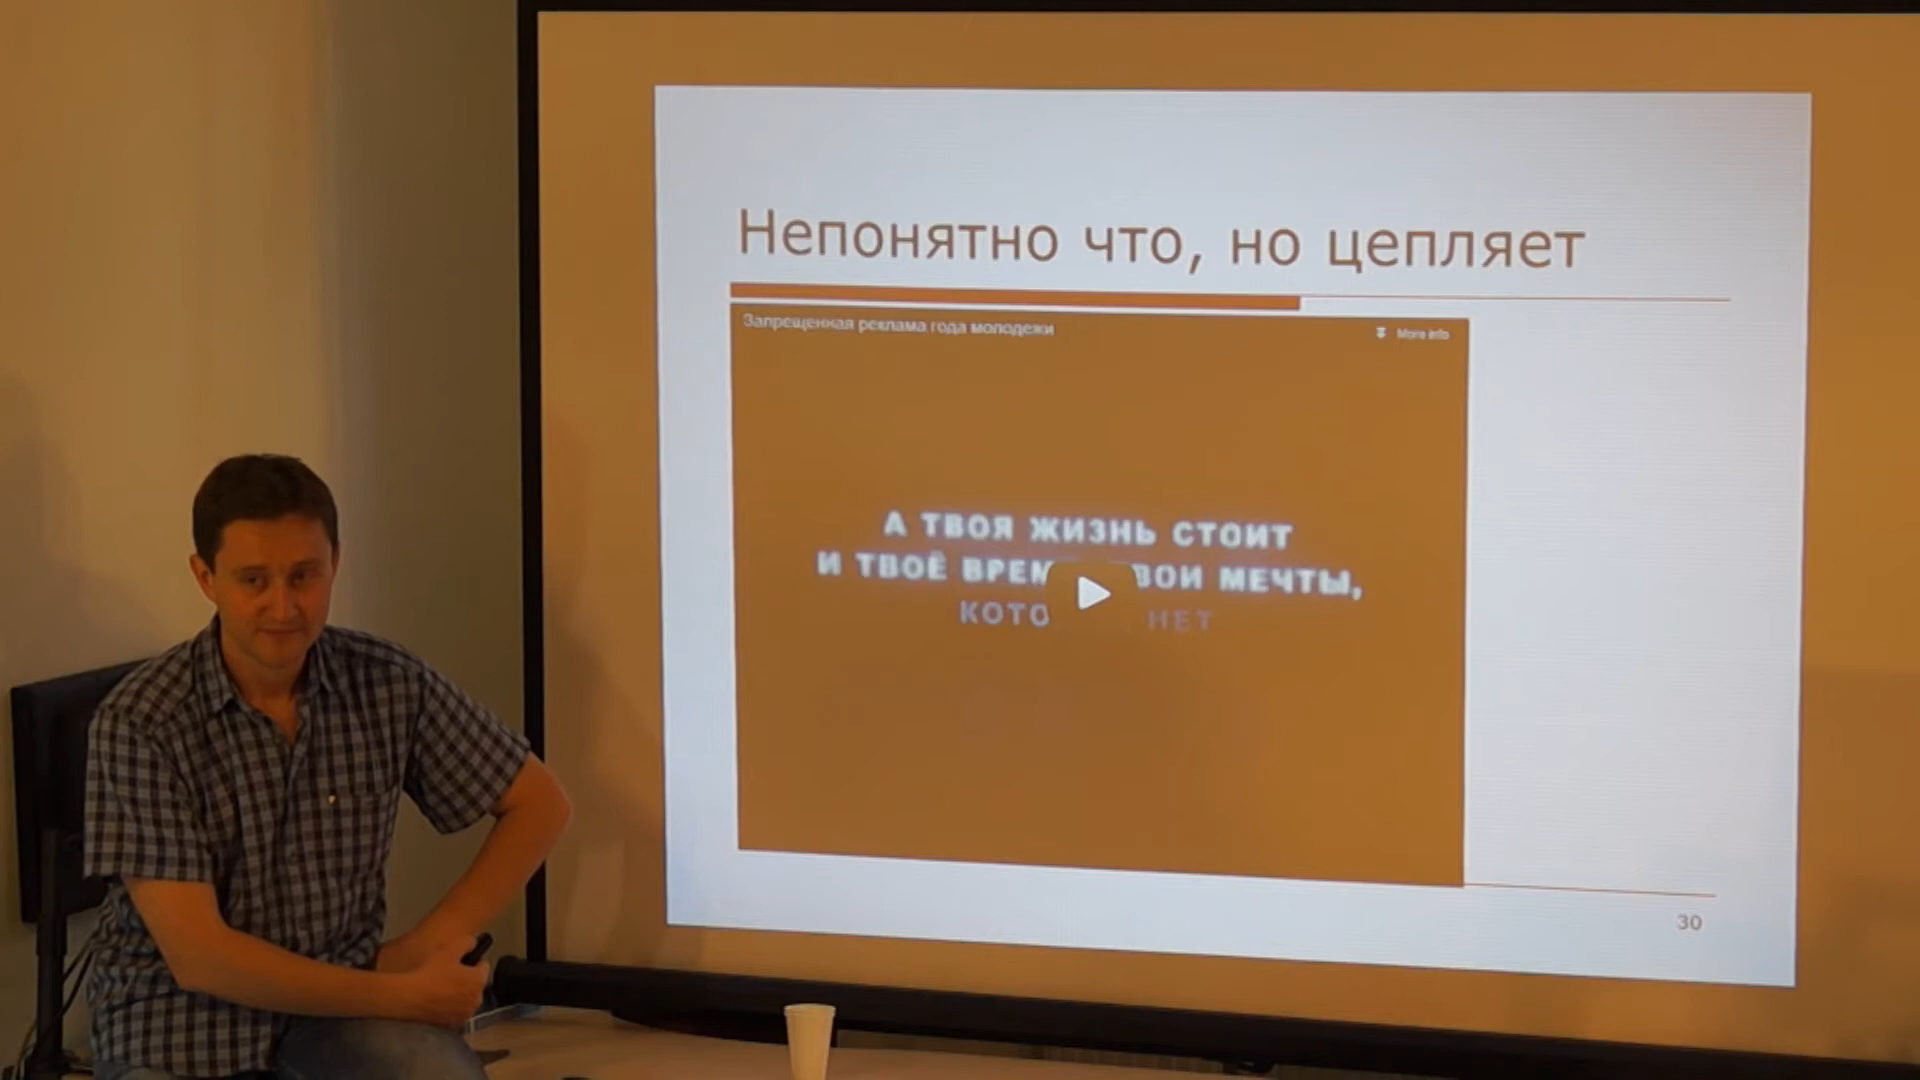 Непонятно что, но цепляет
Запрещенная реклама года молодежи
More info
А ТВОЯ ЖИЗНЬ СТОИТ
И ТВОЁ МЕЧТЫ,
НЕТ
30